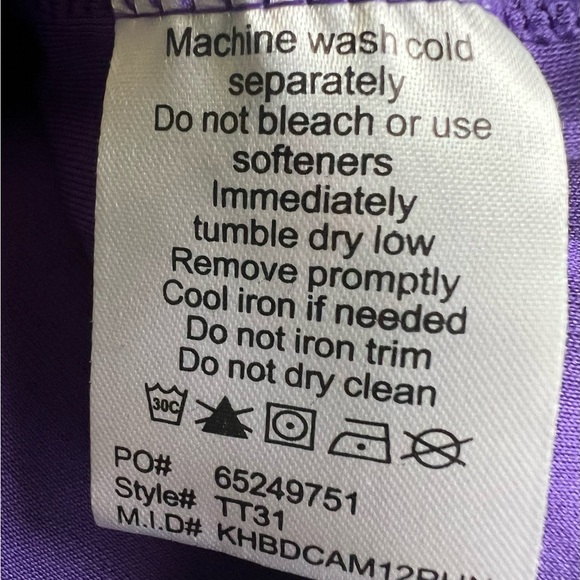 Machine wash cold
separately
Do not bleach or use
softeners
Immediately
tumble dry low
Remove promptly
Cool iron if needed
Do not iron trim
Do not dry clean
30C
PO# 65249751
Style# TT31
M.I.D#